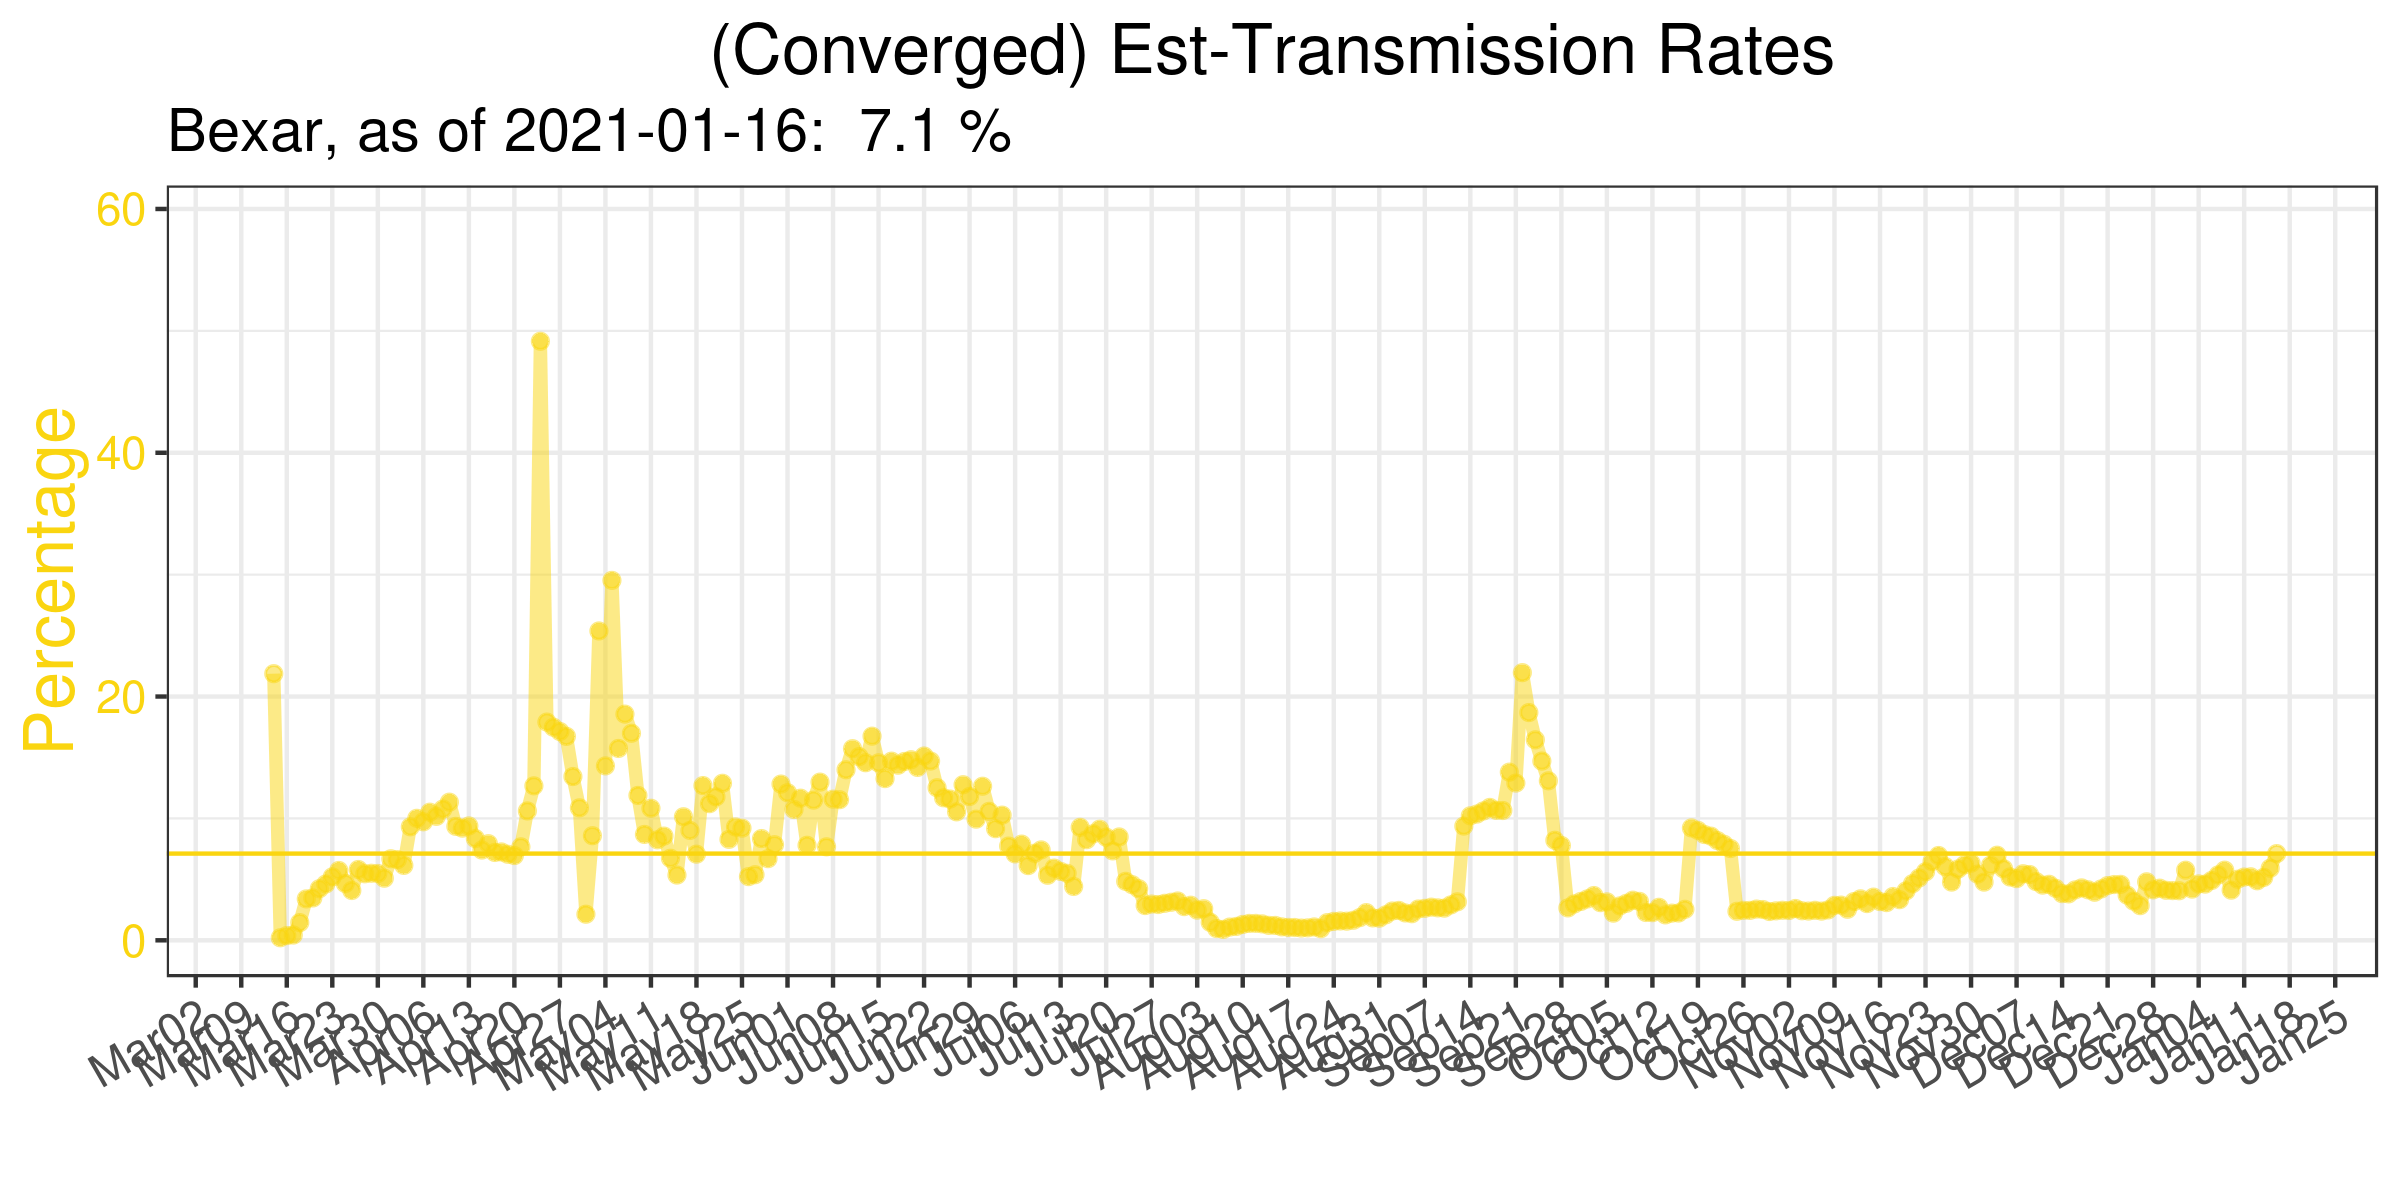 (Converged) Est-Transmission Rates
Bexar, as of 2021-01-16:  7.1 %
Percentage
60
40
20
0
Mar02
Mar09
Mar16
Mar23
Mar30
Apr06
Apr13
Apr20
Apr27
May04
May11
May18
May25
Jun01
Jun08
Jun15
Jun22
Jun29
Jul06
Jul13
Jul20
Jul27
Aug03
Aug10
Aug17
Aug24
Aug31
Sep07
Sep14
Sep21
Sep28
Oct05
Oct12
Oct19
Oct26
Nov02
Nov09
Nov16
Nov23
Nov30
Dec07
Dec14
Dec21
Dec28
Jan04
Jan11
Jan18
Jan25